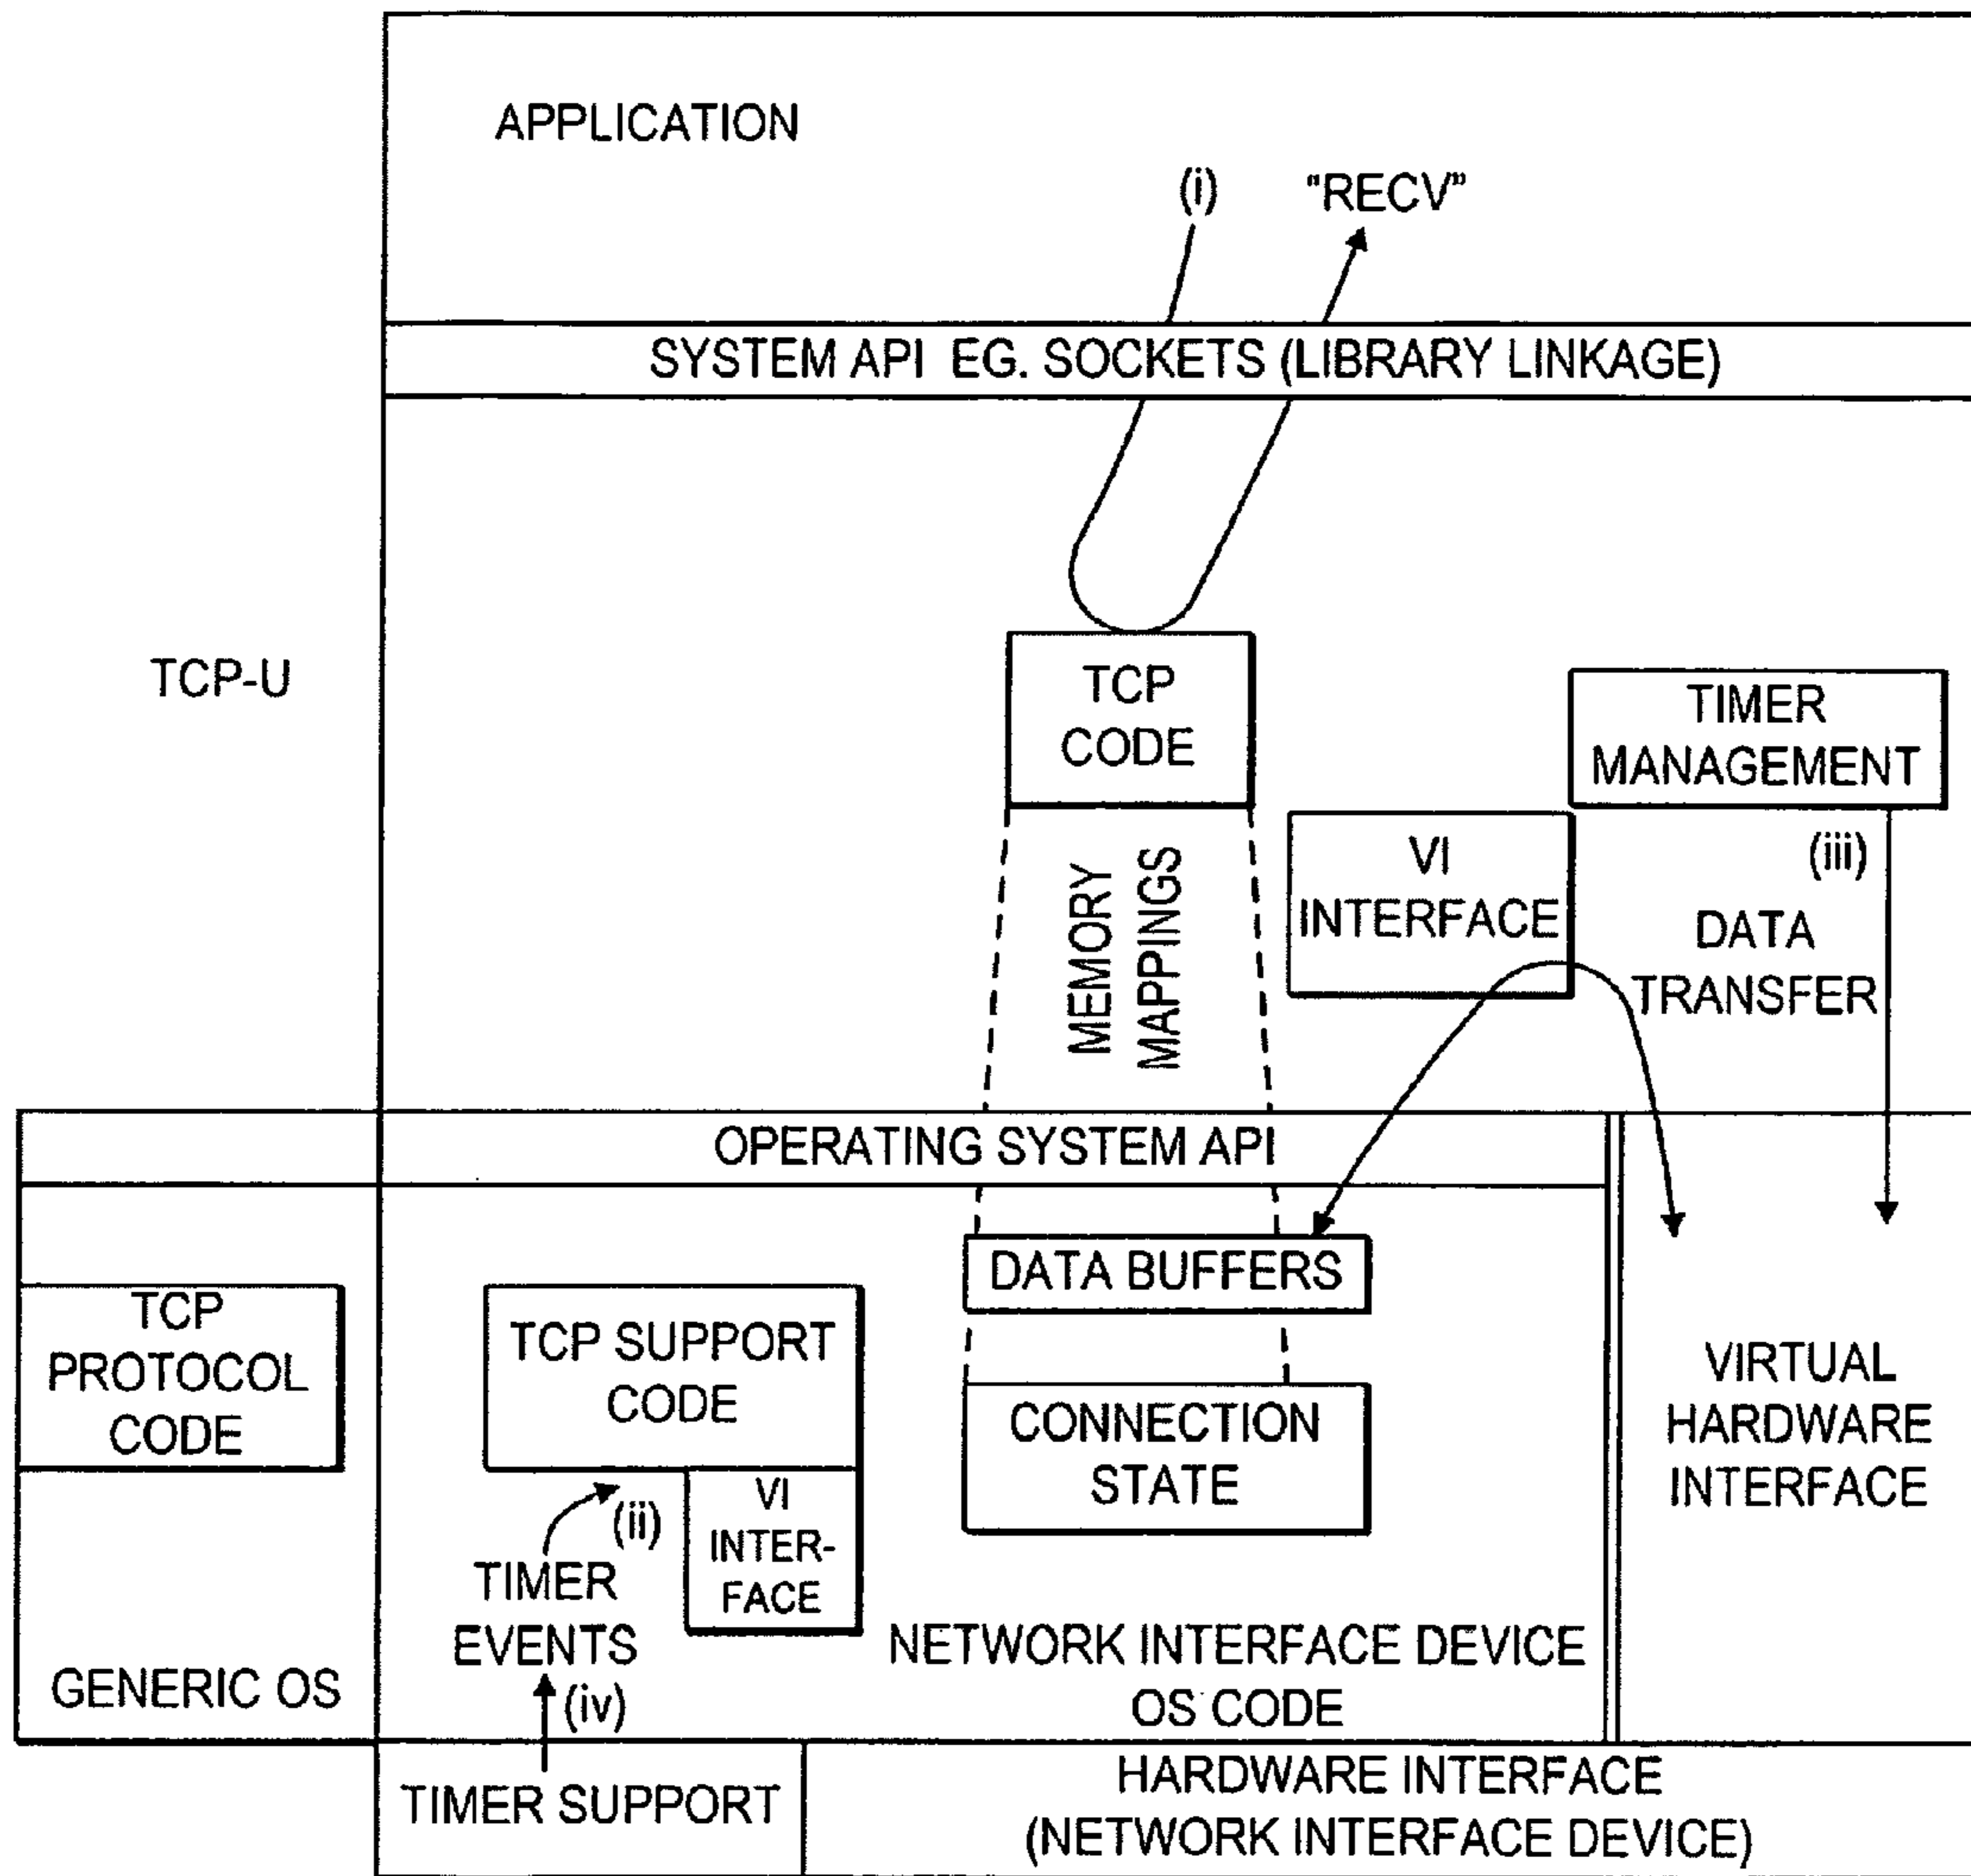 APPLICATION
(i)
"RECV"
SYSTEM API EG. SOCKETS (LIBRARY LINKAGE)
TCP-U
TCP
CODE
TIMER
MANAGEMENT
MEMORY
MAPPINGS
VI
INTERFACE
(iii)
DATA
TRANSFER
OPERATING SYSTEM API
DATA BUFFERS
TCP
PROTOCOL
CODE
TCP SUPPORT
CODE
CONNECTION
STATE
VIRTUAL
HARDWARE
INTERFACE
(ii)
VI
INTER-
FACE
TIMER
EVENTS
(iv)
GENERIC OS
NETWORK INTERFACE DEVICE
OS CODE
TIMER SUPPORT
HARDWARE INTERFACE
(NETWORK INTERFACE DEVICE)